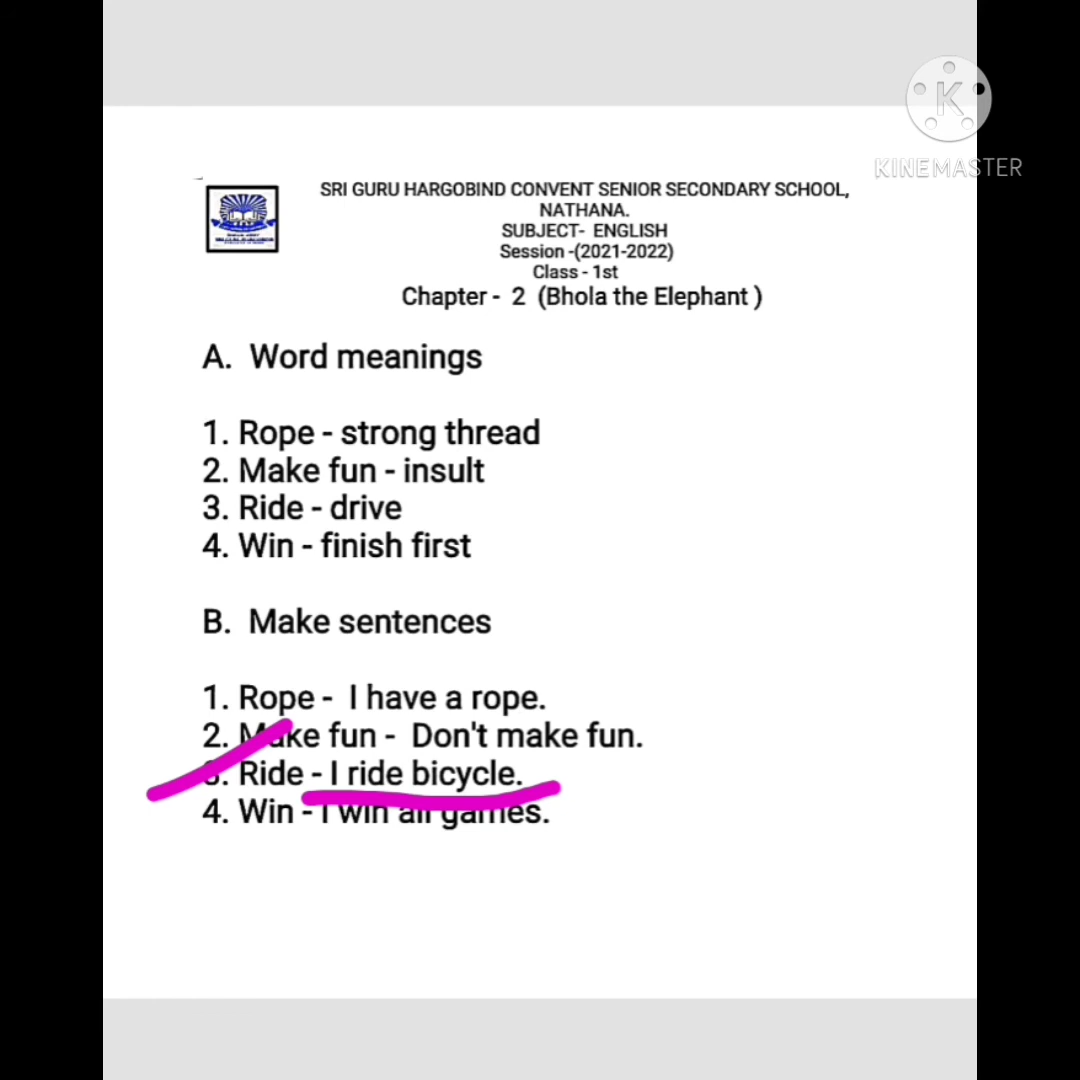 K
KINEMASTER
SRI GURU HARGOBIND CONVENT SENIOR SECONDARY SCHOOL,
NATHANA.
SUBJECT- ENGLISH
Session -(2021-2022)
Class - 1st
Chapter - 2 (Bhola the Elephant )
A. Word meanings
1. Rope - strong thread
2. Make fun - insult
3. Ride - drive
4. Win - finish first
B. Make sentences
1. Rope - I have a rope.
2. Make fun - Don't make fun.
3. Ride - I ride bicycle.
4. Win - I win all games.